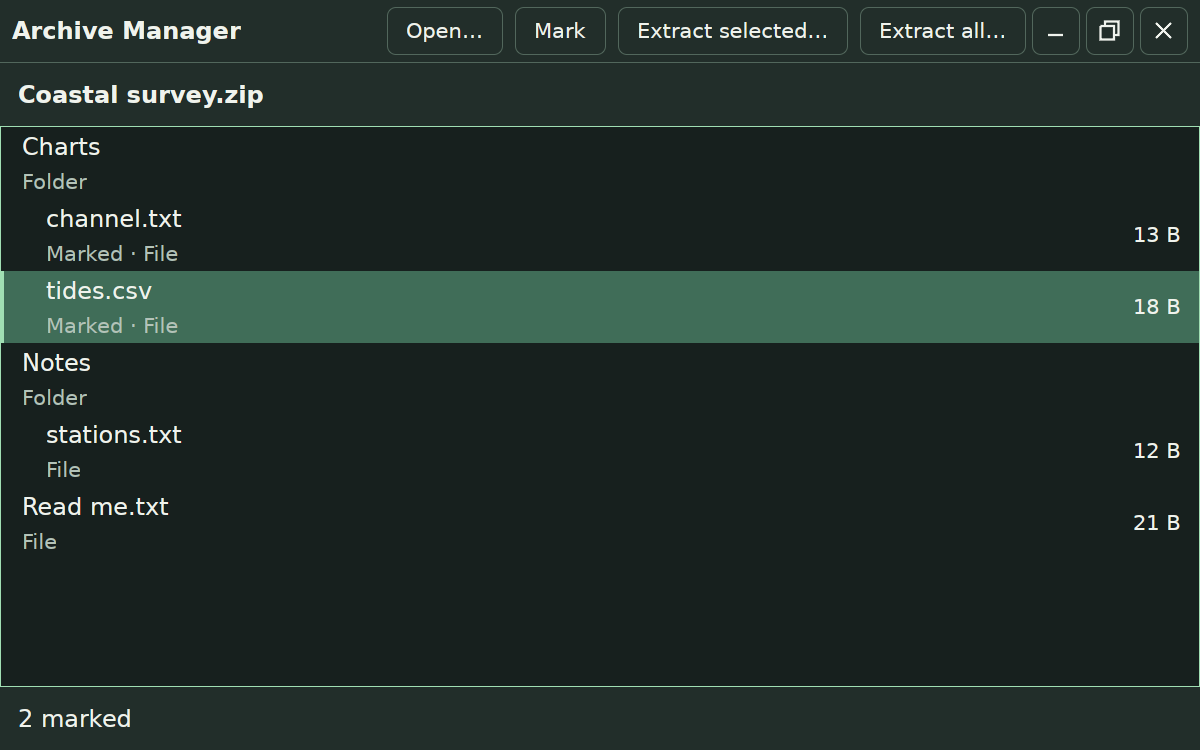 Archive Manager Open… Mark Extract selected… Extract all…
Coastal survey.zip
Charts
Folder
channel.txt
Marked · File
13 B
tides.csv
Marked · File
18 B
Notes
Folder
stations.txt
File
12 B
Read me.txt
File
21 B
2 marked